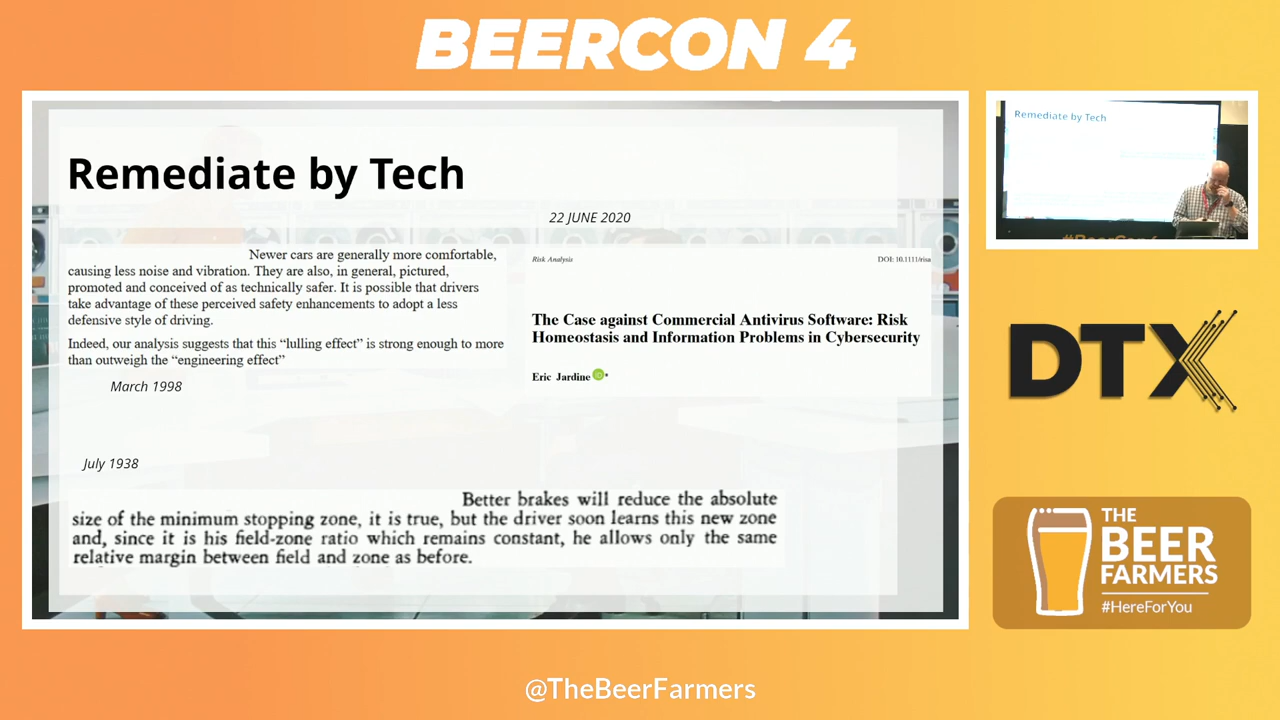 BEERCON 4
Remediate by Tech
22 JUNE 2020
Newer cars are generally more comfortable,
causing less noise and vibration. They are also, in general, pictured,
promoted and conceived of as technically safer. It is possible that drivers
take advantage of these perceived safety enhancements to adopt a less
defensive style of driving.
Indeed, our analysis suggests that this “lulling effect” is strong enough to more
than outweigh the “engineering effect”
March 1998
Risk Analysis
DOI: 10.1111/risa
The Case against Commercial Antivirus Software: Risk
Homeostasis and Information Problems in Cybersecurity
Eric Jardine iD *
July 1938
Better brakes will reduce the absolute
size of the minimum stopping zone, it is true, but the driver soon learns this new zone
and, since it is his field-zone ratio which remains constant, he allows only the same
relative margin between field and zone as before.
Remediate by Tech
DTX
THE
BEER
FARMERS
#HereForYou
@TheBeerFarmers